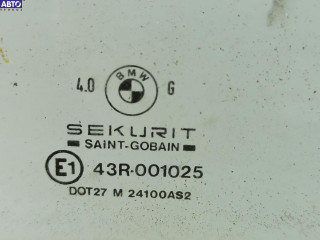 АВТО
4.0 BMW G
SEKURIT
SAINT-GOBAIN
E1 43R-001025
DOT27 M 24100AS2